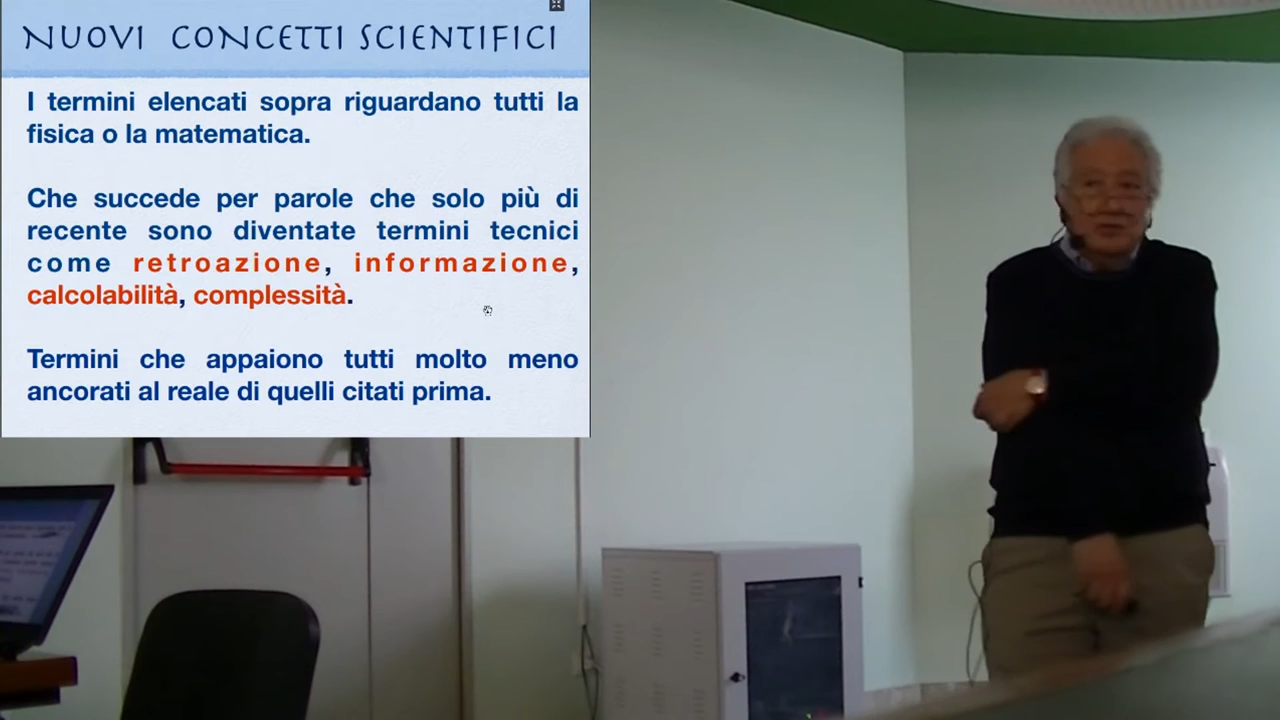 NUOVI CONCETTI SCIENTIFICI
I termini elencati sopra riguardano tutti la
fisica o la matematica.
Che succede per parole che solo più di
recente sono diventate termini tecnici
come retroazione, informazione,
calcolabilità, complessità.
Termini che appaiono tutti molto meno
ancorati al reale di quelli citati prima.